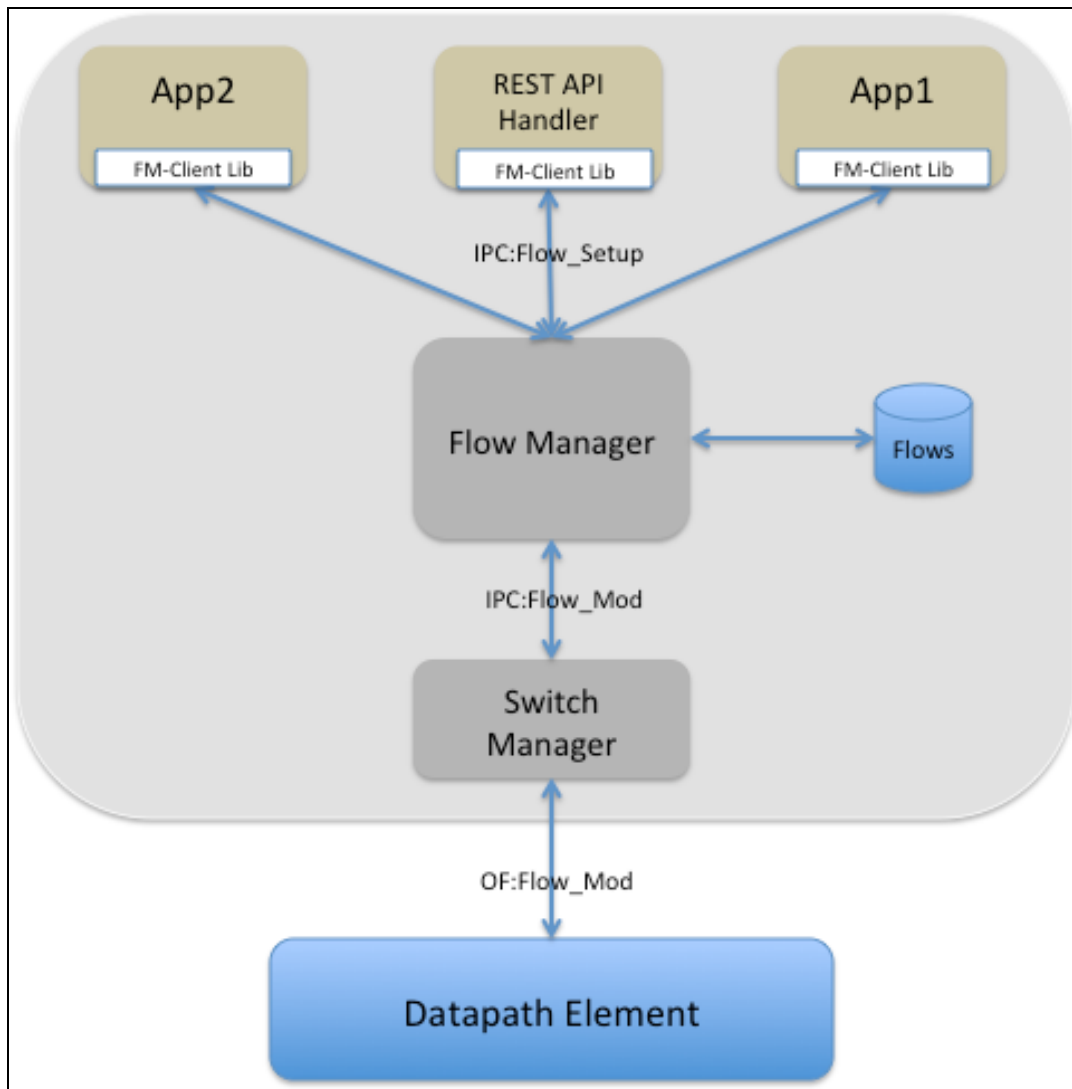 App2
FM-Client Lib
REST API
Handler
FM-Client Lib
App1
FM-Client Lib
IPC:Flow_Setup
Flow Manager
Flows
IPC:Flow_Mod
Switch
Manager
OF:Flow_Mod
Datapath Element